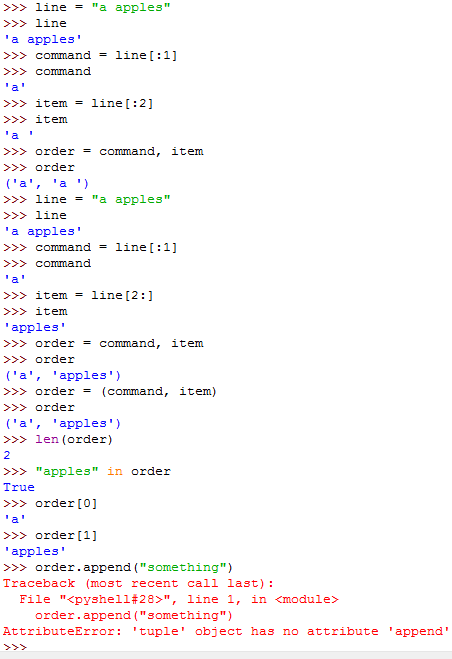 >>> line = "a apples"
>>> line
'a apples'
>>> command = line[:1]
>>> command
'a'
>>> item = line[:2]
>>> item
'a '
>>> order = command, item
>>> order
('a', 'a ')
>>> line = "a apples"
>>> line
'a apples'
>>> command = line[:1]
>>> command
'a'
>>> item = line[2:]
>>> item
'apples'
>>> order = command, item
>>> order
('a', 'apples')
>>> order = (command, item)
>>> order
('a', 'apples')
>>> len(order)
2
>>> "apples" in order
True
>>> order[0]
'a'
>>> order[1]
'apples'
>>> order.append("something")
Traceback (most recent call last):
  File "<pyshell#28>", line 1, in <module>
    order.append("something")
AttributeError: 'tuple' object has no attribute 'append'
>>>